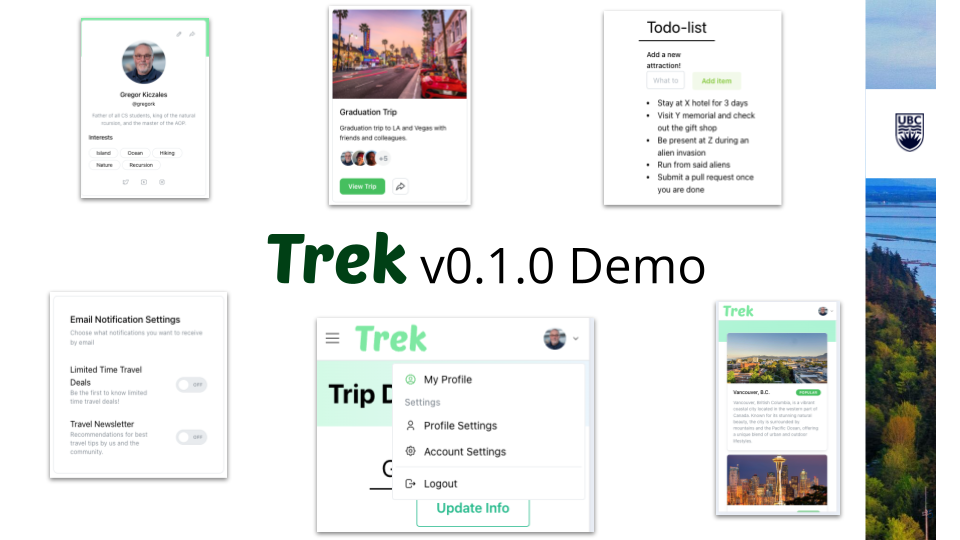 Gregor Kiczales
@gregork
Father of all CS students, king of the natural
recursion, and the master of the AOP.
Interests
Island
Ocean
Hiking
Nature
Recursion
Graduation Trip
Graduation trip to LA and Vegas with
friends and colleagues.
+5
View Trip
Todo-list
Add a new
attraction!
What to
Add item
• Stay at X hotel for 3 days
• Visit Y memorial and check
out the gift shop
• Be present at Z during an
alien invasion
• Run from said aliens
• Submit a pull request once
you are done
UBC
Trek v0.1.0 Demo
Email Notification Settings
Choose what notifications you want to receive
by email
Limited Time Travel
Deals
Be the first to know limited
time travel deals!
OFF
Travel Newsletter
Recommendations for best
travel tips by us and the
community.
OFF
Trek
Trip D
My Profile
Settings
Profile Settings
Account Settings
Logout
G
Update Info
Trek
Vancouver, B.C.
POPULAR
Vancouver, British Columbia, is a vibrant
coastal city located in the western part of
Canada. Known for its stunning natural
beauty, the city is surrounded by
mountains and the Pacific Ocean, offering
a unique blend of urban and outdoor
lifestyles.